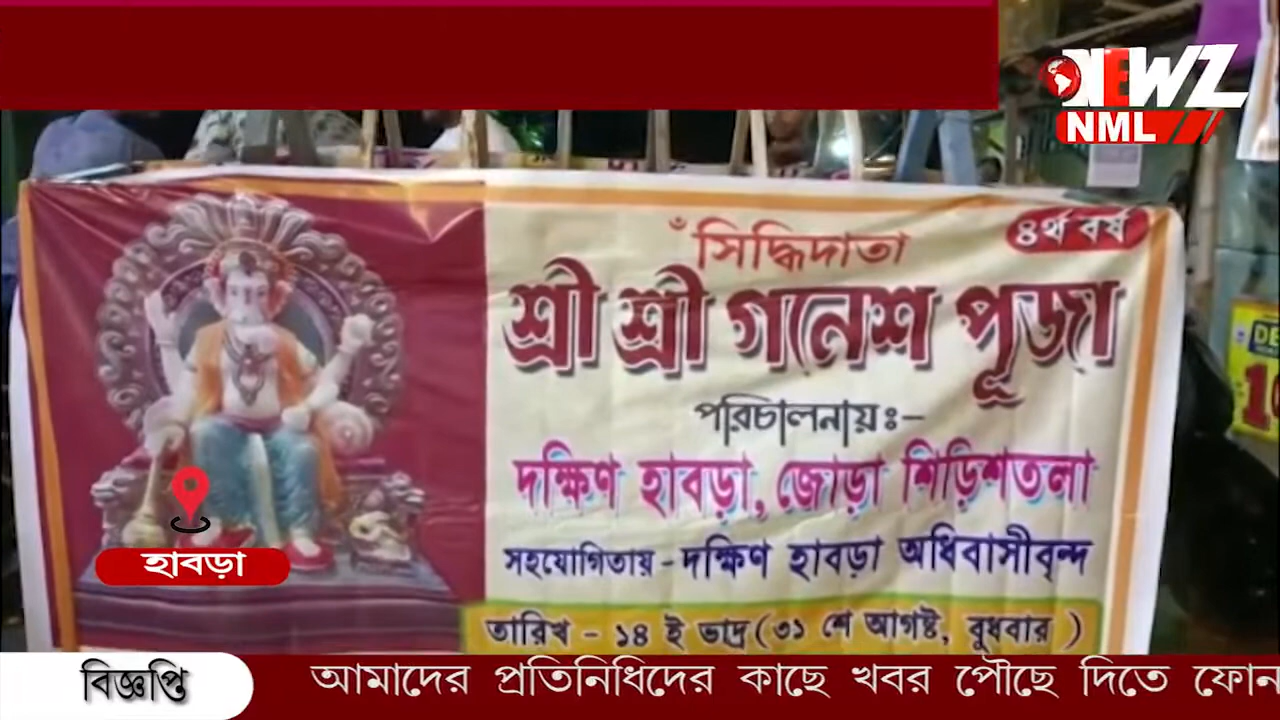 NEWZ
NML
৺সিদ্ধিদাতা
৪র্থ বর্ষ
শ্রী শ্রী গনেশ পূজা
পরিচালনায়ঃ-
দক্ষিণ হাবড়া, জোড়া শিড়িশতলা
সহযোগিতায় - দক্ষিণ হাবড়া অধিবাসীবৃন্দ
তারিখ - ১৪ ই ভাদ্র (৩১ শে আগষ্ট, বুধবার )
হাবড়া
বিজ্ঞপ্তি
আমাদের প্রতিনিধিদের কাছে খবর পৌছে দিতে ফোন